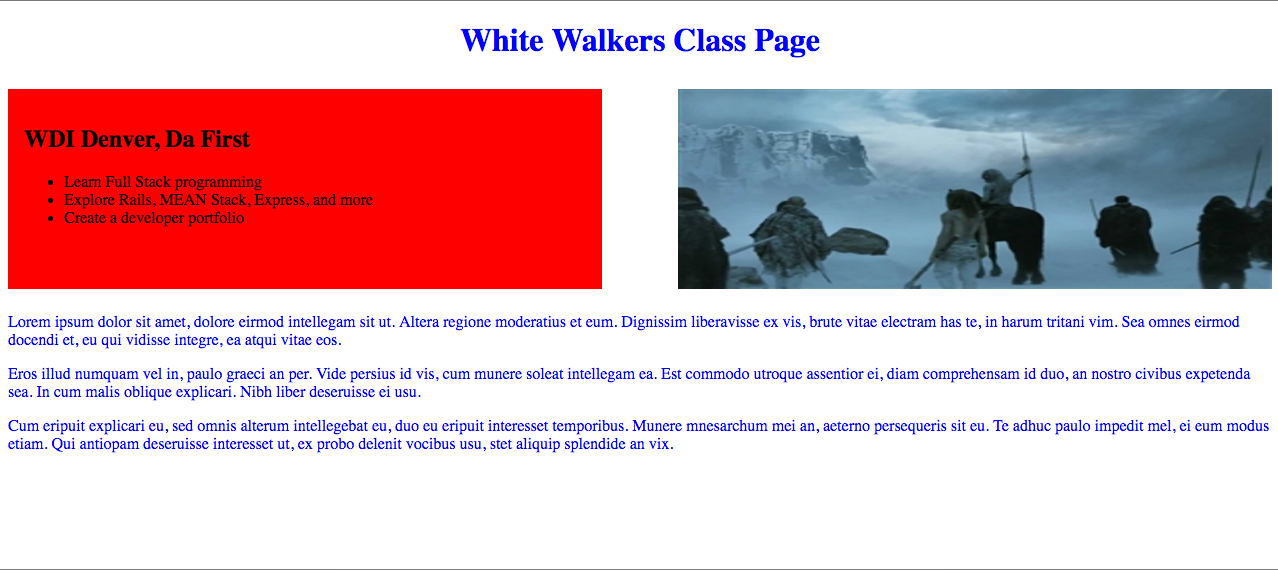 White Walkers Class Page
WDI Denver, Da First
Learn Full Stack programming
Explore Rails, MEAN Stack, Express, and more
Create a developer portfolio
Lorem ipsum dolor sit amet, dolore eirmod intellegam sit ut. Altera regione moderatius et eum. Dignissim liberavisse ex vis, brute vitae electram has te, in harum tritani vim. Sea omnes eirmod
docendi et, eu qui vidisse integre, ea atqui vitae eos.
Eros illud numquam vel in, paulo graeci an per. Vide persius id vis, cum munere soleat intellegam ea. Est commodo utroque assentior ei, diam comprehensam id duo, an nostro civibus expetenda
sea. In cum malis oblique explicari. Nibh liber deseruisse ei usu.
Cum eripuit explicari eu, sed omnis alterum intellegebat eu, duo eu eripuit interesset temporibus. Munere mnesarchum mei an, aeterno persequeris sit eu. Te adhuc paulo impedit mel, ei eum modus
etiam. Qui antiopam deseruisse interesset ut, ex probo delenit vocibus usu, stet aliquip splendide an vix.